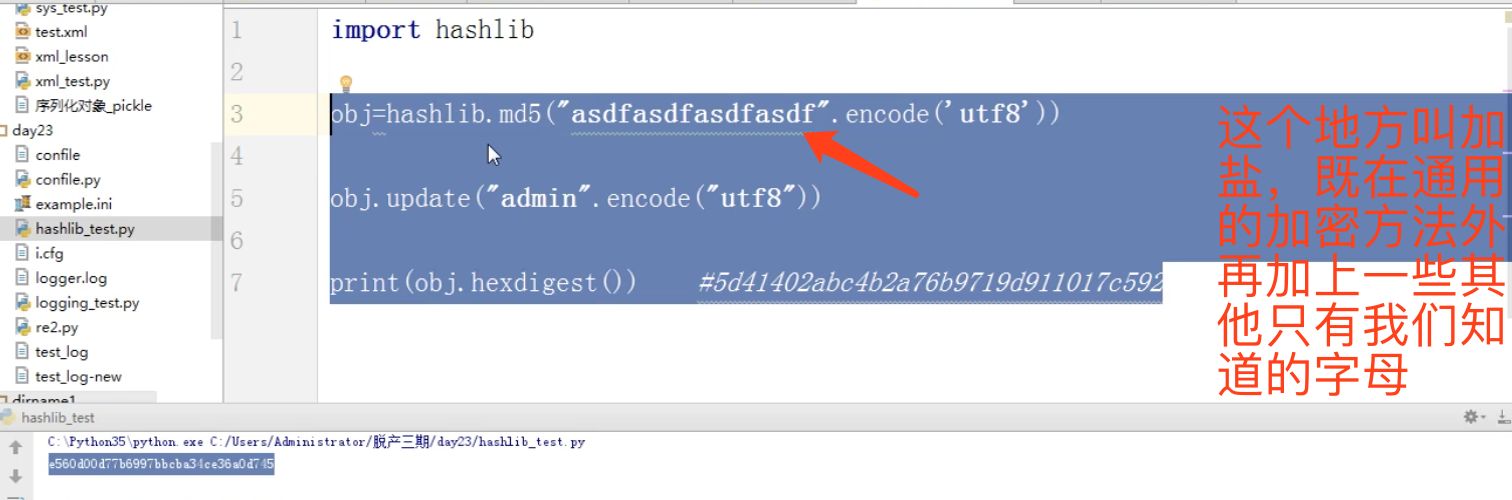 sys_test.py
test.xml
xml_lesson
xml_test.py
序列化对象_pickle
day23
confile
confile.py
example.ini
hashlib_test.py
i.cfg
logger.log
logging_test.py
re2.py
test_log
test_log-new
dirname1
1 import hashlib
2
3 obj=hashlib.md5("asdfasdfasdfasdf".encode('utf8'))
4
5 obj.update("admin".encode("utf8"))
6
7 print(obj.hexdigest()) #5d41402abc4b2a76b9719d911017c592
这个地方叫加
盐，既在通用
的加密方法外
再加上一些其
他只有我们知
道的字母
hashlib_test
C:\Python35\python.exe C:/Users/Administrator/脱产三期/day23/hashlib_test.py
e560d00d77b6997bbcba34ce36a0d745